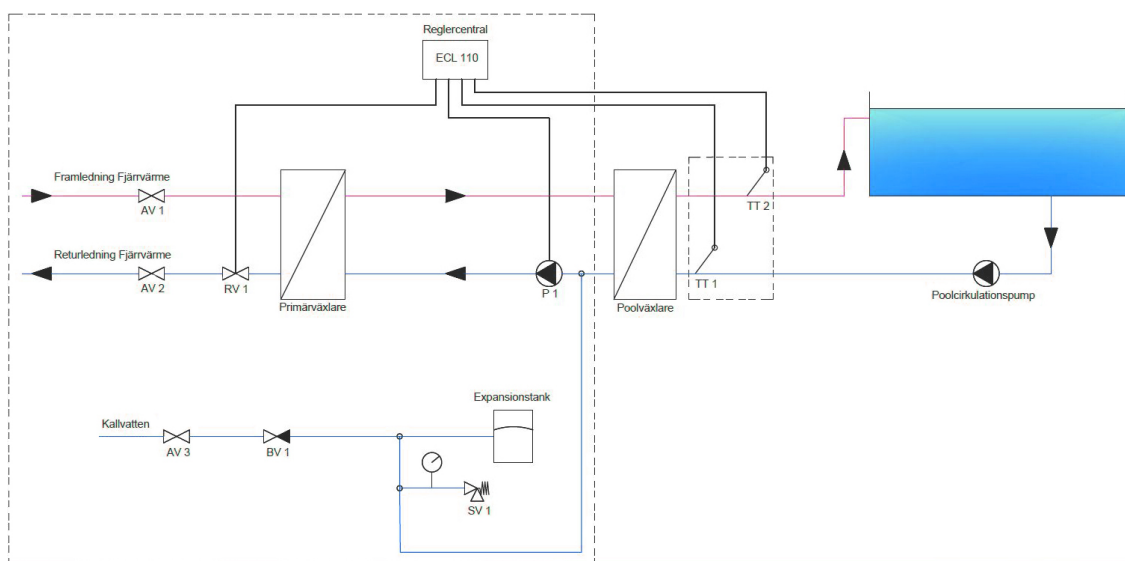 Reglercentral
ECL 110
Framledning Fjärrvärme
AV 1
TT 2
Returledning Fjärrvärme
AV 2
RV 1
Primärväxlare
P 1
Poolväxlare
TT 1
Poolcirkulationspump
Expansionstank
Kallvatten
AV 3
BV 1
SV 1